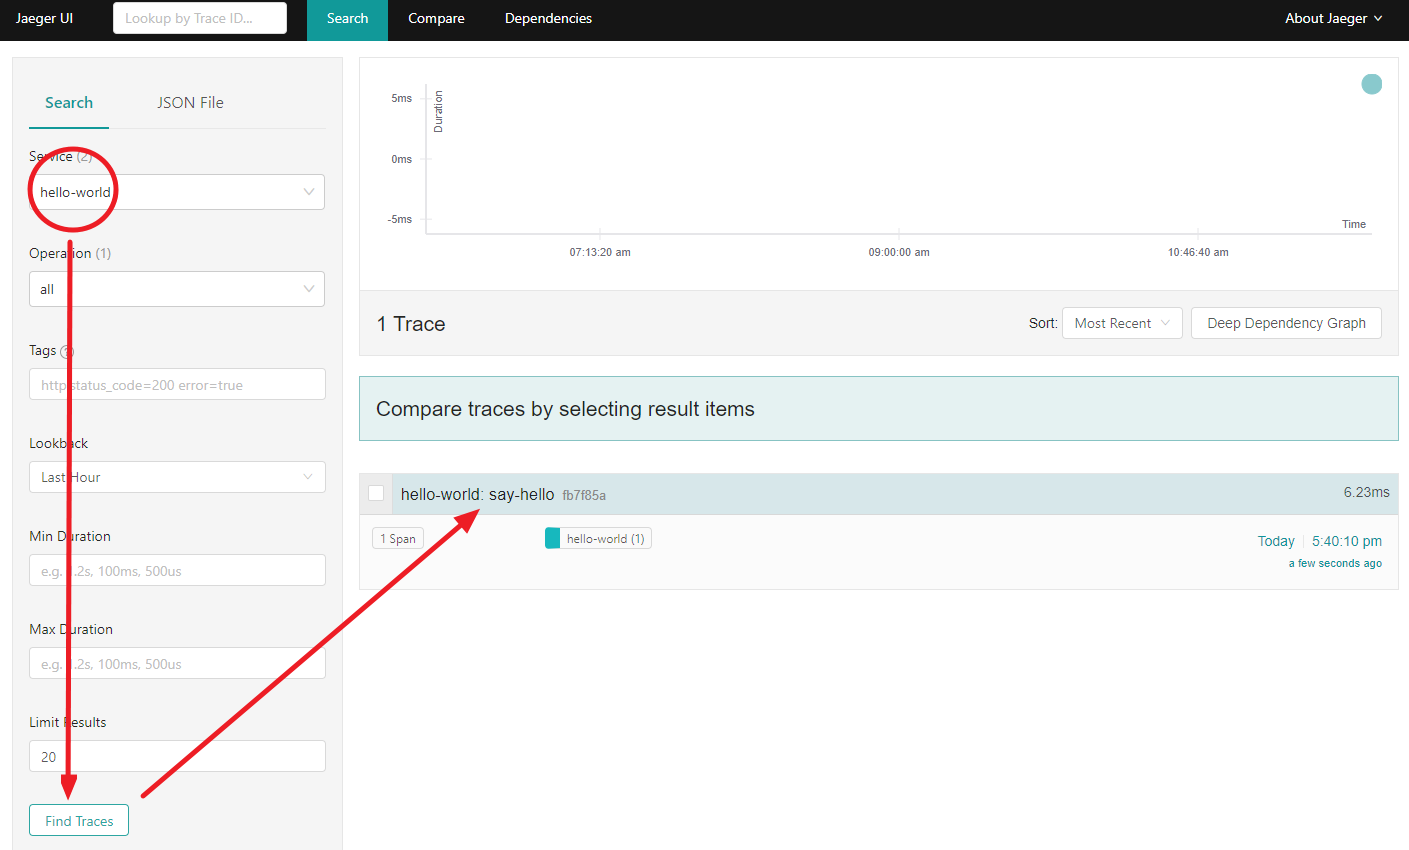 Jaeger UI
Lookup by Trace ID...
Search
Compare
Dependencies
About Jaeger
Search
JSON File
Service (2)
hello-world
Operation (1)
all
Tags
http.status_code=200 error=true
Lookback
Last Hour
Min Duration
e.g. 1.2s, 100ms, 500us
Max Duration
e.g. 1.2s, 100ms, 500us
Limit Results
20
Find Traces
Duration
5ms
0ms
-5ms
Time
07:13:20 am
09:00:00 am
10:46:40 am
1 Trace
Sort:
Most Recent
Deep Dependency Graph
Compare traces by selecting result items
hello-world: say-hello fb7f85a
6.23ms
1 Span
hello-world (1)
Today
5:40:10 pm
a few seconds ago